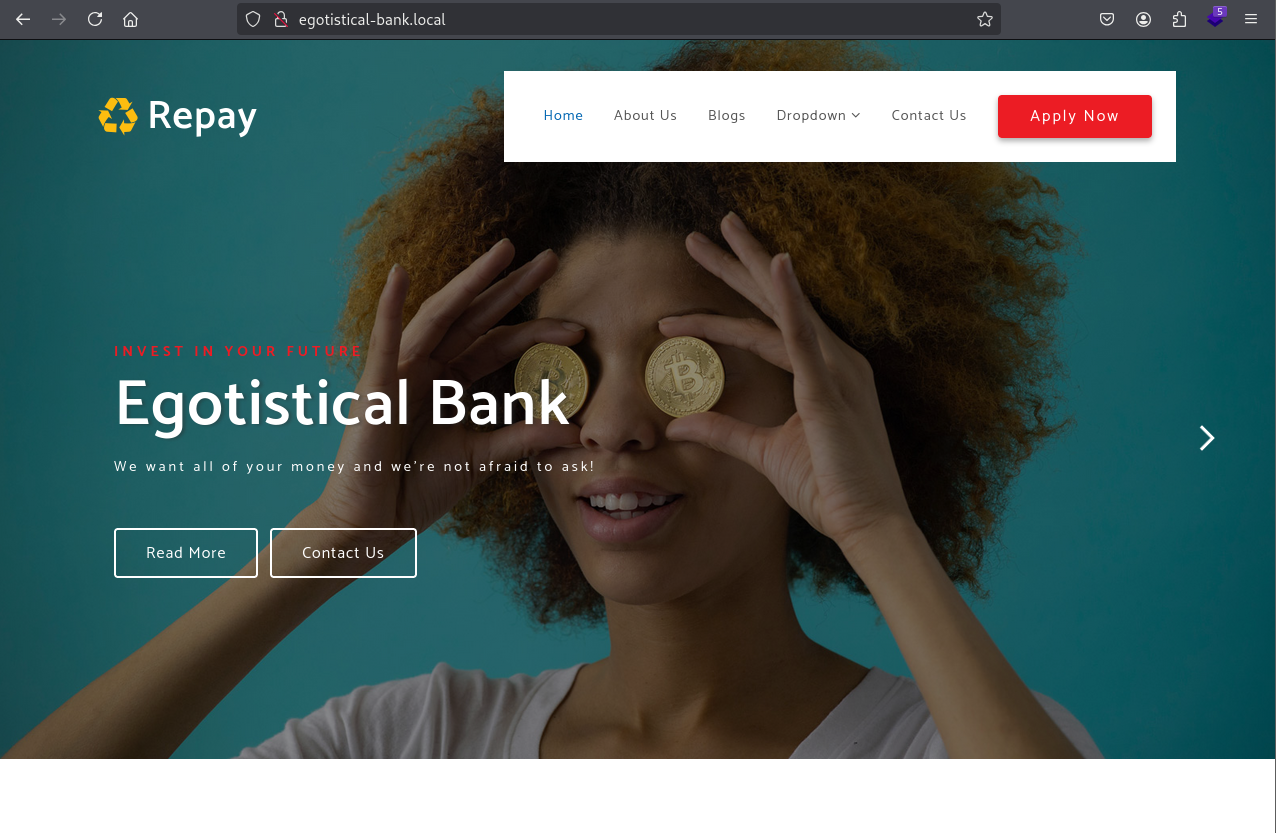 5
egotistical-bank.local
Repay
Home About Us Blogs Dropdown Contact Us Apply Now
INVEST IN YOUR FUTURE
Egotistical Bank
We want all of your money and we're not afraid to ask!
Read More Contact Us